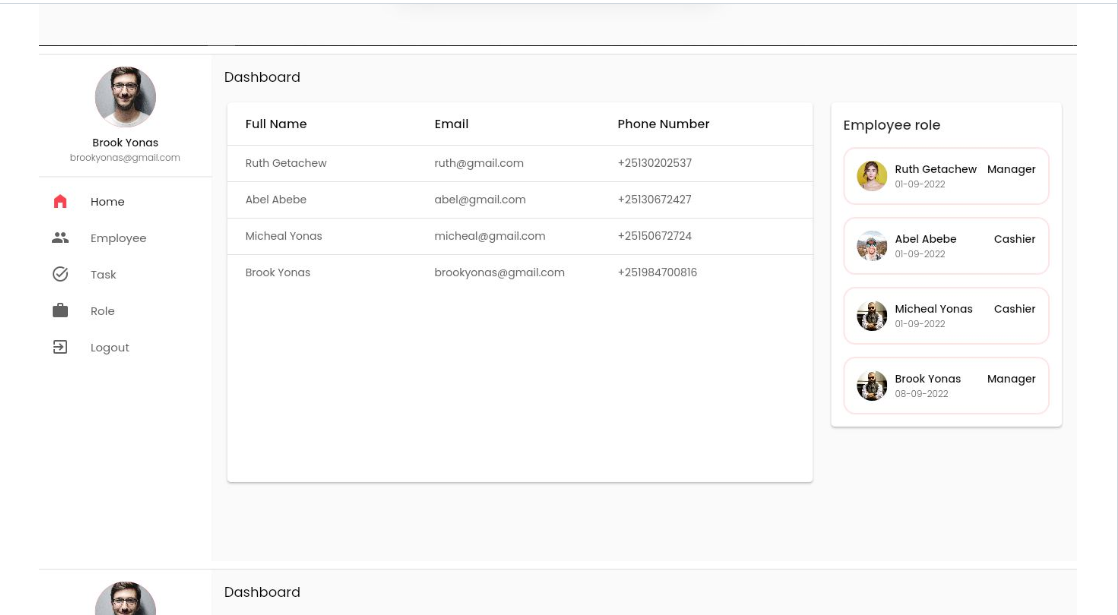 Brook Yonas
brookyonas@gmail.com
Home
Employee
Task
Role
Logout
Dashboard
Full Name Email Phone Number
Ruth Getachew ruth@gmail.com +25130202537
Abel Abebe abel@gmail.com +25130672427
Micheal Yonas micheal@gmail.com +25150672724
Brook Yonas brookyonas@gmail.com +251984700816
Employee role
Ruth Getachew Manager
01-09-2022
Abel Abebe Cashier
01-09-2022
Micheal Yonas Cashier
01-09-2022
Brook Yonas Manager
08-09-2022
Dashboard